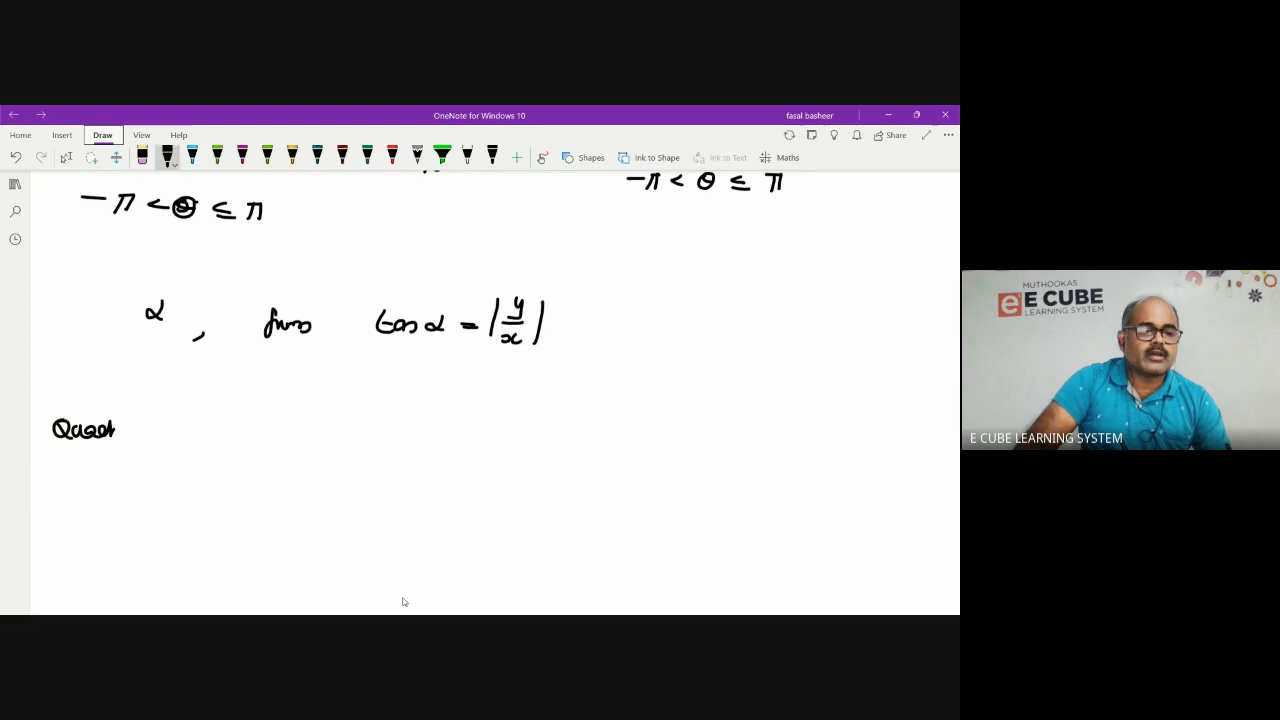 OneNote for Windows 10
fasal basheer
Home Insert Draw View Help
Share
Shapes Ink to Shape Ink to Text Maths
−π < θ ≤ π
−π < θ ≤ π
α , tan α = |y/x|
MUTHOOKAS
e E CUBE
LEARNING SYSTEM
E CUBE LEARNING SYSTEM